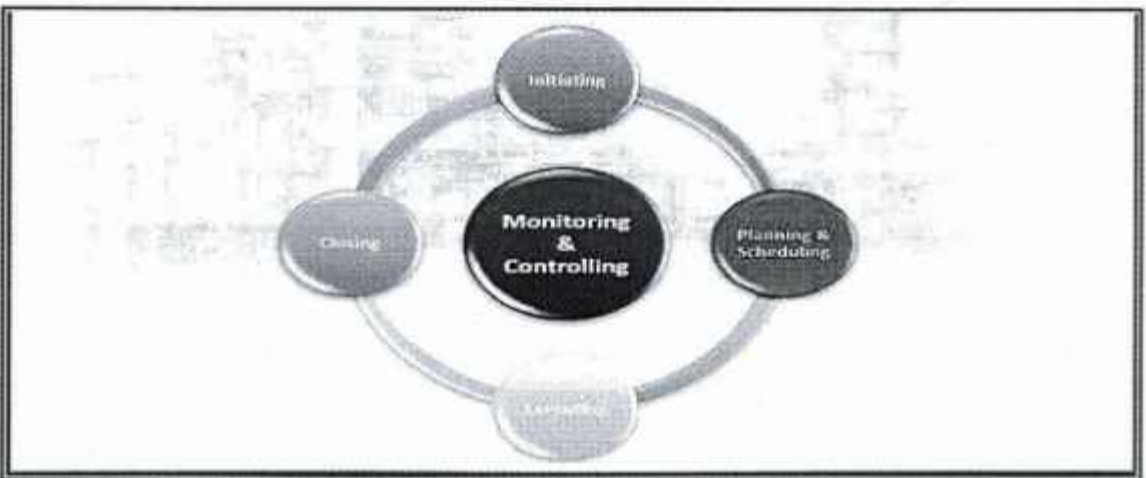 Initiating
Planning &
Scheduling
Monitoring
&
Controlling
Closing